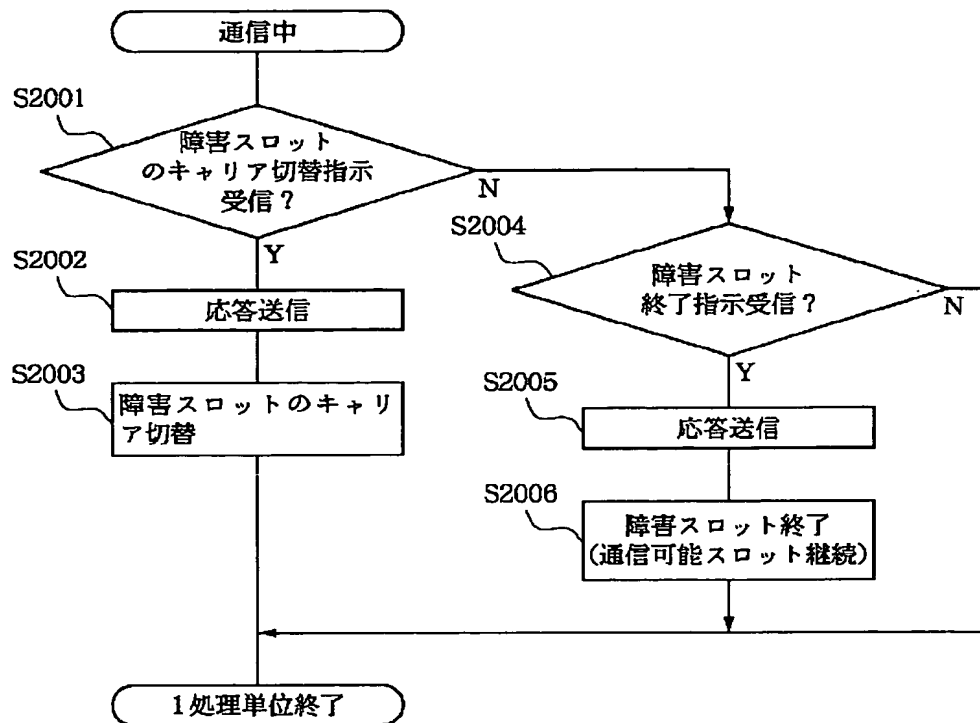 通信中
S2001
障害スロット
のキャリア切替指示
受信?
N
Y
S2002
応答送信
S2003
障害スロットのキャリ
ア切替
S2004
障害スロット
終了指示受信?
N
Y
S2005
応答送信
S2006
障害スロット終了
(通信可能スロット継続)
1処理単位終了